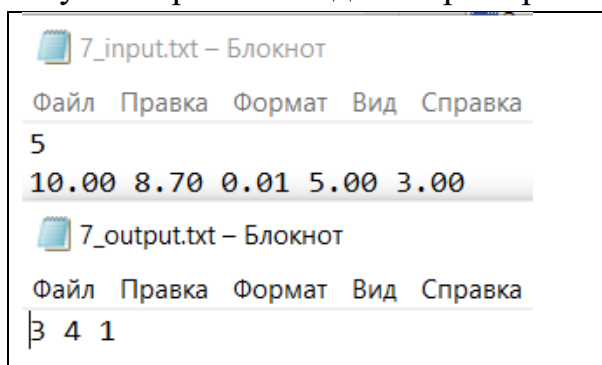 7_input.txt – Блокнот
Файл Правка Формат Вид Справка
5
10.00 8.70 0.01 5.00 3.00
7_output.txt – Блокнот
Файл Правка Формат Вид Справка
3 4 1